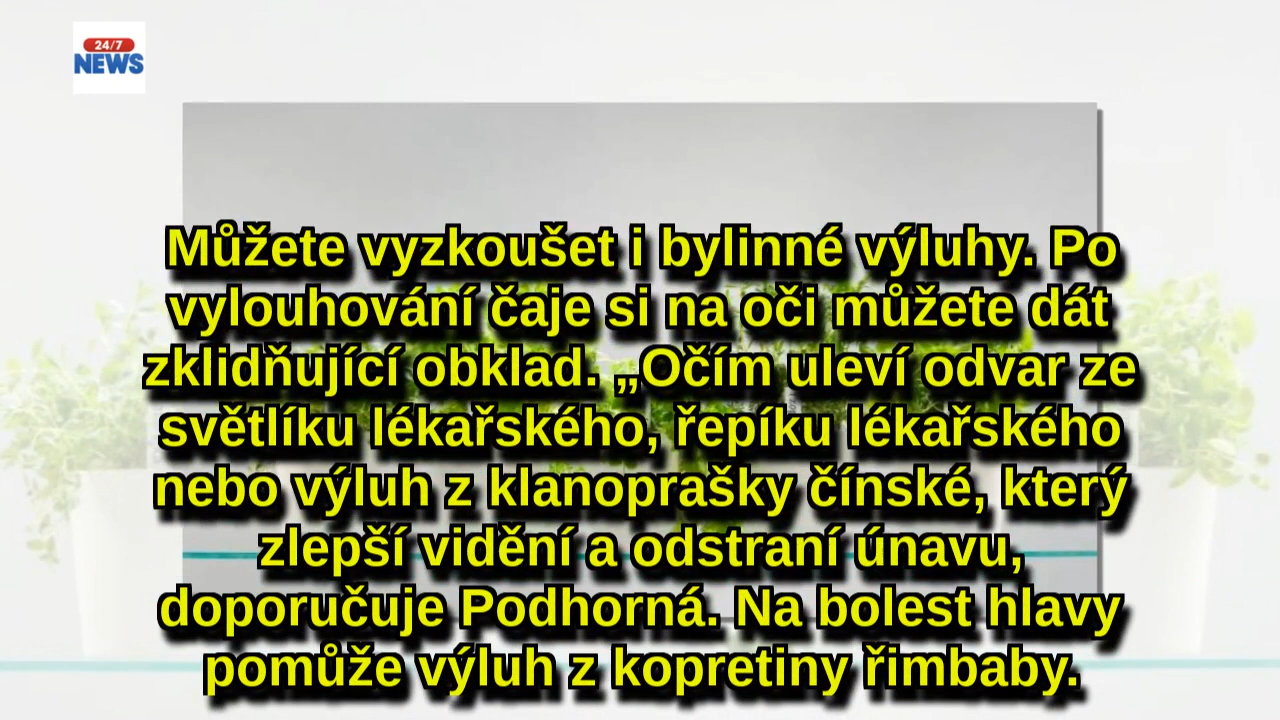 24/7
NEWS
Můžete vyzkoušet i bylinné výluhy. Po
vylouhování čaje si na oči můžete dát
zklidňující obklad. „Očím uleví odvar ze
světlíku lékařského, řepíku lékařského
nebo výluh z klanoprašky čínské, který
zlepší vidění a odstraní únavu,
doporučuje Podhorná. Na bolest hlavy
pomůže výluh z kopretiny řimbaby.